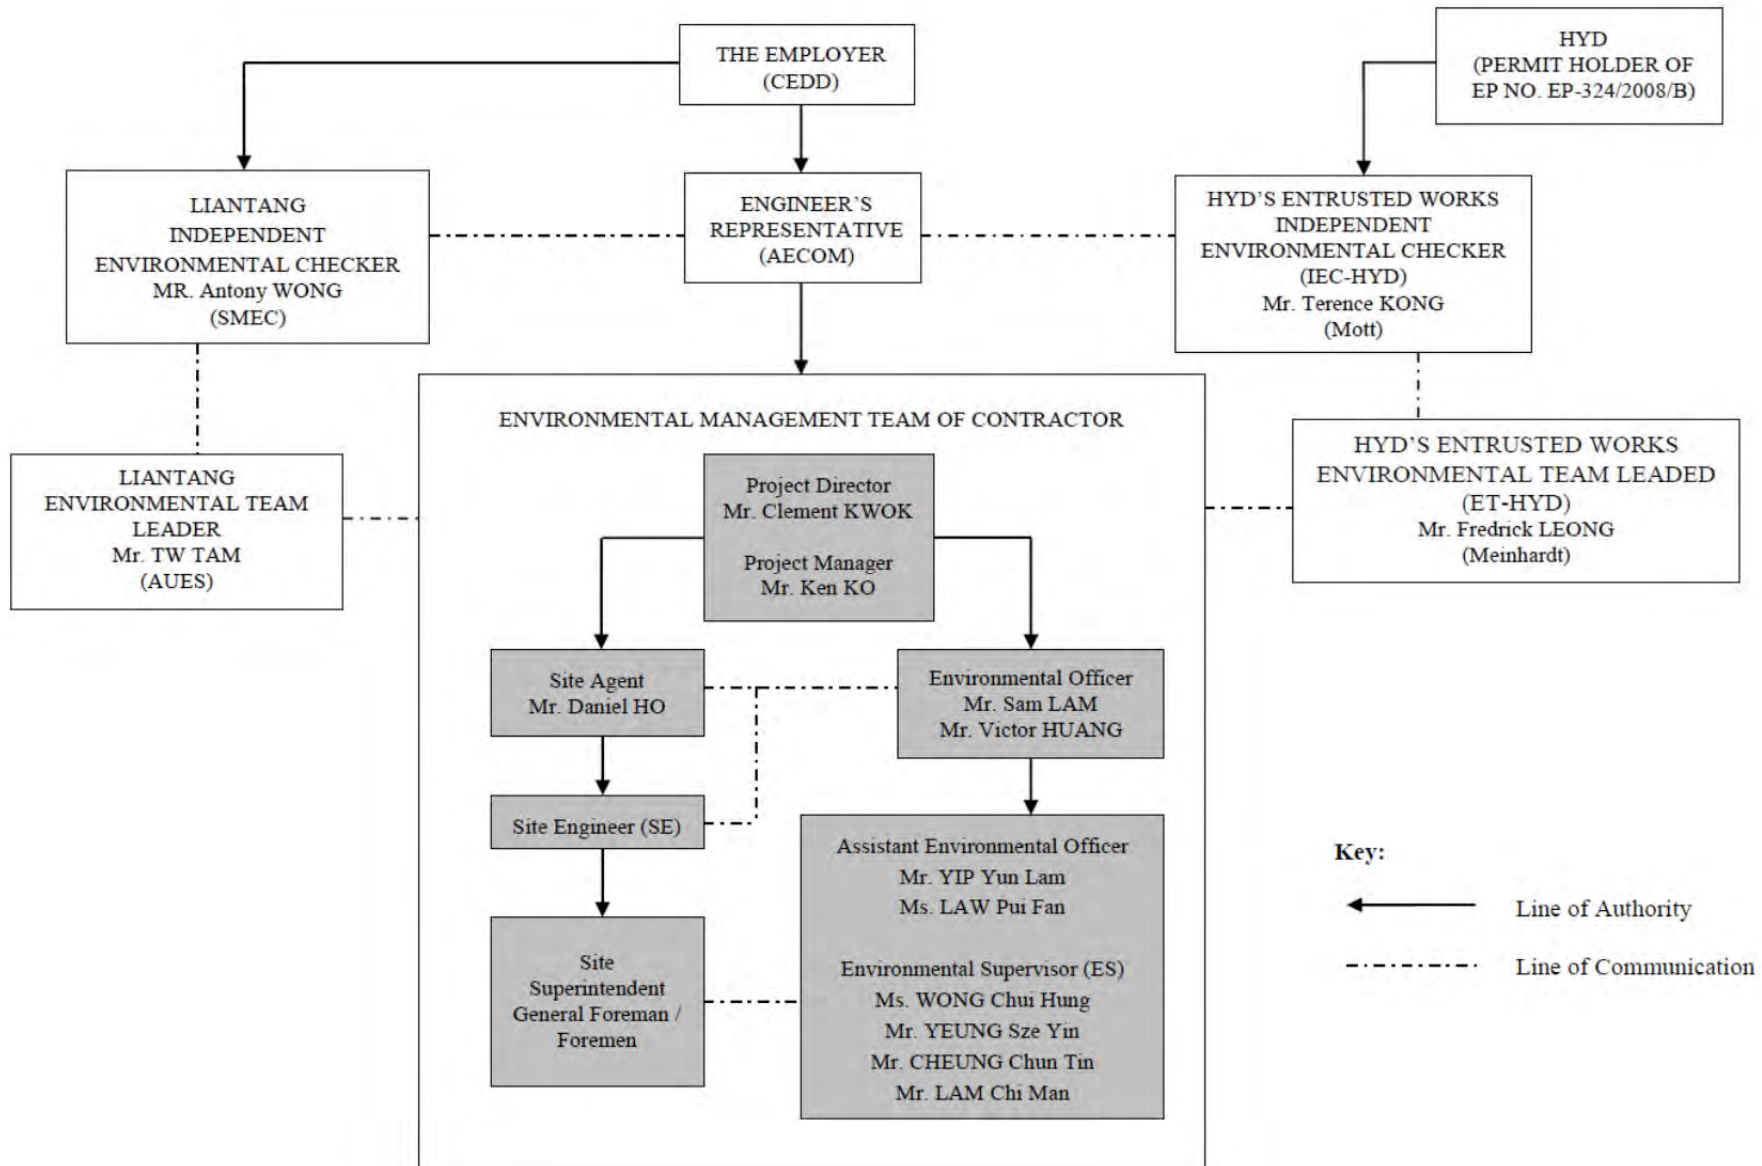 THE EMPLOYER
(CEDD)
HYD
(PERMIT HOLDER OF
EP NO. EP-324/2008/B)
LIANTANG
INDEPENDENT
ENVIRONMENTAL CHECKER
MR. Antony WONG
(SMEC)
ENGINEER'S
REPRESENTATIVE
(AECOM)
HYD'S ENTRUSTED WORKS
INDEPENDENT
ENVIRONMENTAL CHECKER
(IEC-HYD)
Mr. Terence KONG
(Mott)
ENVIRONMENTAL MANAGEMENT TEAM OF CONTRACTOR
LIANTANG
ENVIRONMENTAL TEAM
LEADER
Mr. TW TAM
(AUES)
Project Director
Mr. Clement KWOK
Project Manager
Mr. Ken KO
HYD'S ENTRUSTED WORKS
ENVIRONMENTAL TEAM LEADED
(ET-HYD)
Mr. Fredrick LEONG
(Meinhardt)
Site Agent
Mr. Daniel HO
Environmental Officer
Mr. Sam LAM
Mr. Victor HUANG
Site Engineer (SE)
Assistant Environmental Officer
Mr. YIP Yun Lam
Ms. LAW Pui Fan
Environmental Supervisor (ES)
Ms. WONG Chui Hung
Mr. YEUNG Sze Yin
Mr. CHEUNG Chun Tin
Mr. LAM Chi Man
Site
Superintendent
General Foreman /
Foremen
Key:
Line of Authority
Line of Communication